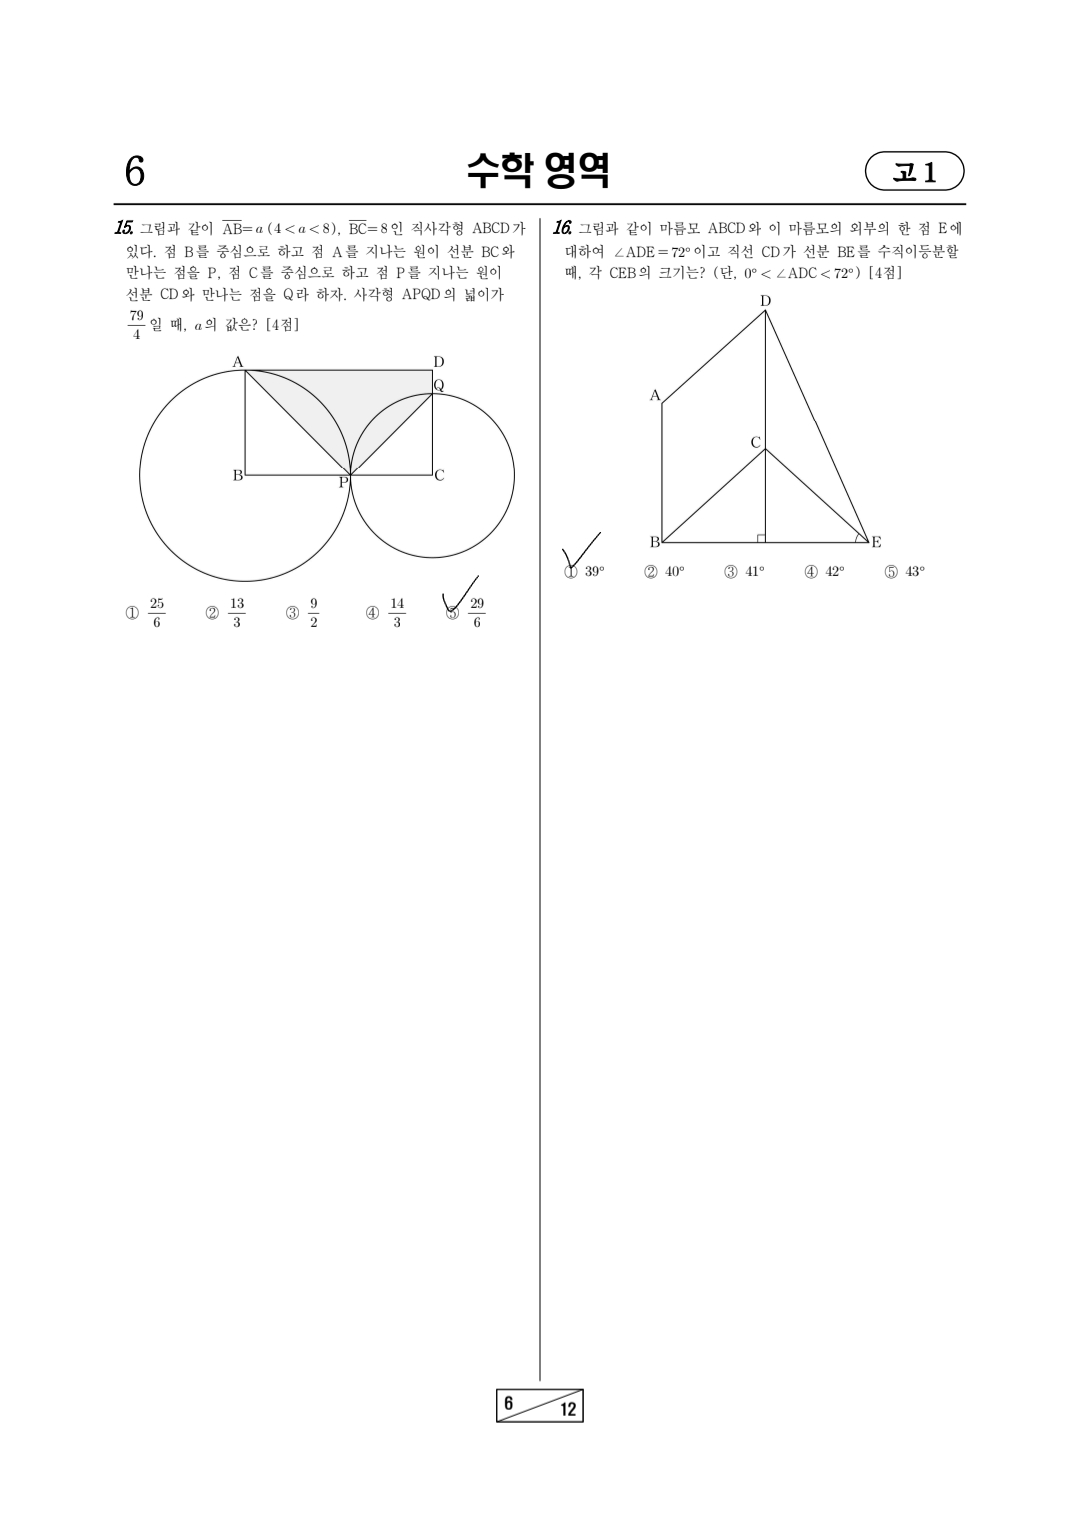 6
수학 영역
고 1
15. 그림과 같이 $\overline{AB}=a$ (4<a<8), $\overline{BC}=8$인 직사각형 ABCD가
있다. 점 B를 중심으로 하고 점 A를 지나는 원이 선분 BC와
만나는 점을 P, 점 C를 중심으로 하고 점 P를 지나는 원이
선분 CD와 만나는 점을 Q라 하자. 사각형 APQD의 넓이가
$\frac{79}{4}$일 때, a의 값은? [4점]
A
D
Q
B
P
C
① $\frac{25}{6}$ ② $\frac{13}{3}$ ③ $\frac{9}{2}$ ④ $\frac{14}{3}$ ⑤ $\frac{29}{6}$
16. 그림과 같이 마름모 ABCD와 이 마름모의 외부의 한 점 E에
대하여 ∠ADE=72°이고 직선 CD가 선분 BE를 수직이등분할
때, 각 CEB의 크기는? (단, 0°<∠ADC<72°) [4점]
D
A
C
B
E
① 39° ② 40° ③ 41° ④ 42° ⑤ 43°
6
12